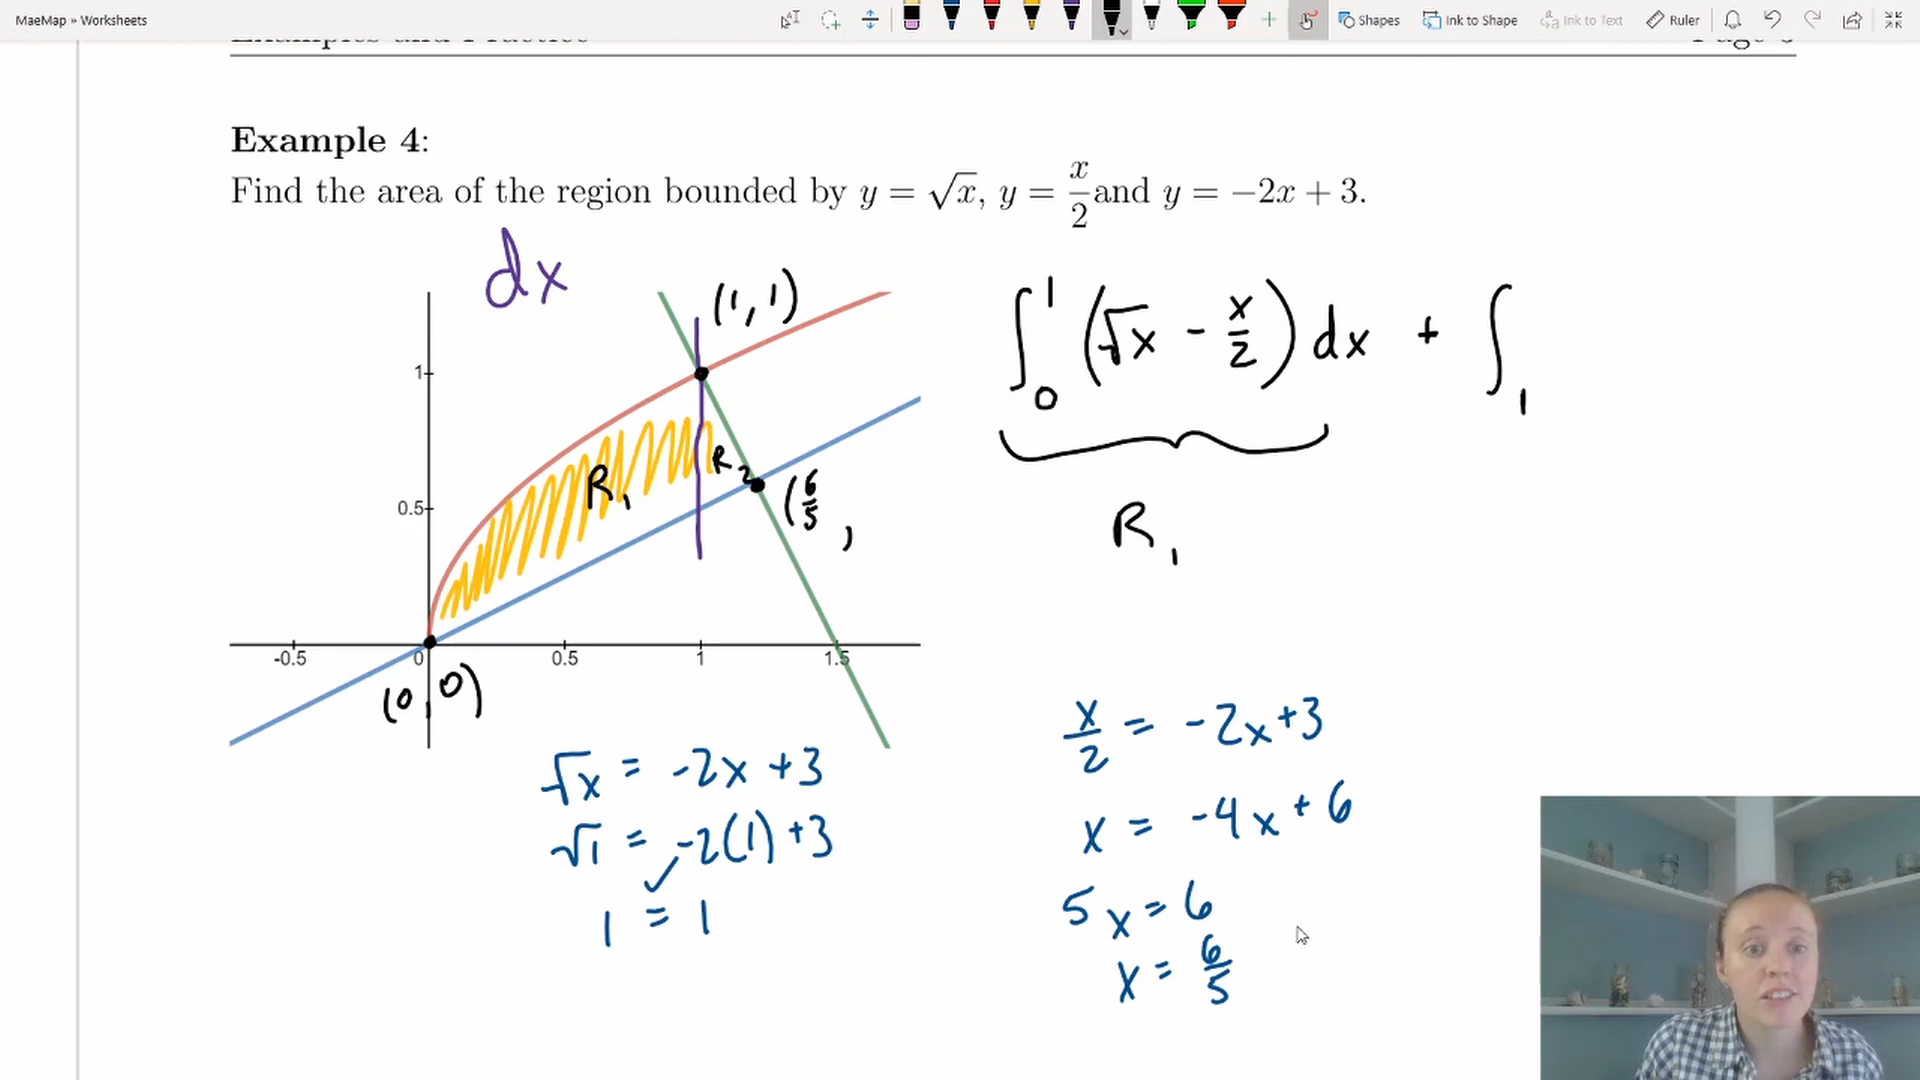 MaeMap » Worksheets
Shapes
Ink to Shape
Ink to Text
Ruler
Examples and Practice
Example 4:
Find the area of the region bounded by y = √x, y = x/2 and y = −2x + 3.
dx
(1, 1)
∫₀¹ (√x - x/2) dx + ∫₁
R₁
1
0.5
R₁
R₂
(6/5 ,
-0.5
0
0.5
1
1.5
(0, 0)
√x = -2x + 3
√1 = -2(1) + 3
✓
1 = 1
x/2 = -2x + 3
x = -4x + 6
5x = 6
x = 6/5